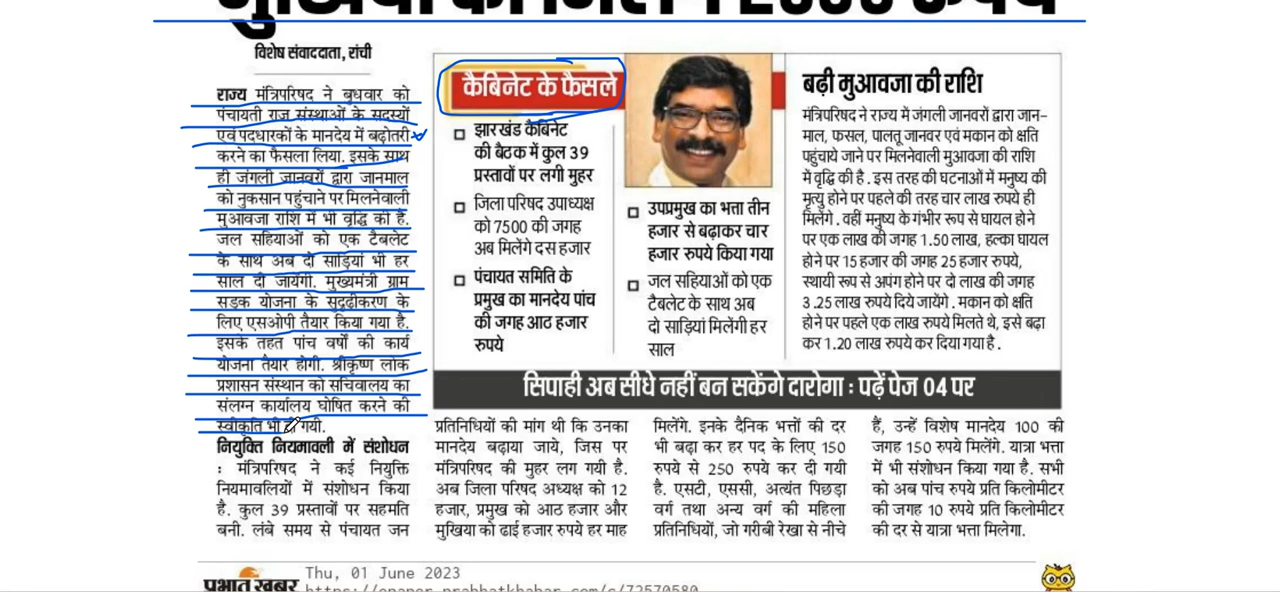 मुखिया को मिलेंगे 2500 रुपये
विशेष संवाददाता, रांची
राज्य मंत्रिपरिषद ने बुधवार को
पंचायती राज संस्थाओं के सदस्यों
एवं पदधारकों के मानदेय में बढ़ोतरी
करने का फैसला लिया. इसके साथ
ही जंगली जानवरों द्वारा जानमाल
को नुकसान पहुंचाने पर मिलनेवाली
मुआवजा राशि में भी वृद्धि की है.
जल सहियाओं को एक टैबलेट
के साथ अब दो साड़ियां भी हर
साल दी जायेंगी. मुख्यमंत्री ग्राम
सड़क योजना के सुदृढ़ीकरण के
लिए एसओपी तैयार किया गया है.
इसके तहत पांच वर्षों की कार्य
योजना तैयार होगी. श्रीकृष्ण लोक
प्रशासन संस्थान को सचिवालय का
संलग्न कार्यालय घोषित करने की
स्वीकृति भी गयी.
नियुक्ति नियमावली में संशोधन
: मंत्रिपरिषद ने कई नियुक्ति
नियमावलियों में संशोधन किया
है. कुल 39 प्रस्तावों पर सहमति
बनी. लंबे समय से पंचायत जन
कैबिनेट के फैसले
झारखंड कैबिनेट
की बैठक में कुल 39
प्रस्तावों पर लगी मुहर
जिला परिषद उपाध्यक्ष
को 7500 की जगह
अब मिलेंगे दस हजार
पंचायत समिति के
प्रमुख का मानदेय पांच
की जगह आठ हजार
रुपये
उपप्रमुख का भत्ता तीन
हजार से बढ़ाकर चार
हजार रुपये किया गया
जल सहियाओं को एक
टैबलेट के साथ अब
दो साड़ियां मिलेंगी हर
साल
बढ़ी मुआवजा की राशि
मंत्रिपरिषद ने राज्य में जंगली जानवरों द्वारा जान-
माल, फसल, पालतू जानवर एवं मकान को क्षति
पहुंचाये जाने पर मिलनेवाली मुआवजा की राशि
में वृद्धि की है. इस तरह की घटनाओं में मनुष्य की
मृत्यु होने पर पहले की तरह चार लाख रुपये ही
मिलेंगे. वहीं मनुष्य के गंभीर रूप से घायल होने
पर एक लाख की जगह 1.50 लाख, हल्का घायल
होने पर 15 हजार की जगह 25 हजार रुपये,
स्थायी रूप से अपंग होने पर दो लाख की जगह
3.25 लाख रुपये दिये जायेंगे. मकान को क्षति
होने पर पहले एक लाख रुपये मिलते थे, इसे बढ़ा
कर 1.20 लाख रुपये कर दिया गया है.
सिपाही अब सीधे नहीं बन सकेंगे दारोगा : पढ़ें पेज 04 पर
प्रतिनिधियों की मांग थी कि उनका
मानदेय बढ़ाया जाये, जिस पर
मंत्रिपरिषद की मुहर लग गयी है.
अब जिला परिषद अध्यक्ष को 12
हजार, प्रमुख को आठ हजार और
मुखिया को ढाई हजार रुपये हर माह
मिलेंगे. इनके दैनिक भत्तों की दर
भी बढ़ा कर हर पद के लिए 150
रुपये से 250 रुपये कर दी गयी
है. एसटी, एससी, अत्यंत पिछड़ा
वर्ग तथा अन्य वर्ग की महिला
प्रतिनिधियों, जो गरीबी रेखा से नीचे
हैं, उन्हें विशेष मानदेय 100 की
जगह 150 रुपये मिलेंगे. यात्रा भत्ता
में भी संशोधन किया गया है. सभी
को अब पांच रुपये प्रति किलोमीटर
की जगह 10 रुपये प्रति किलोमीटर
की दर से यात्रा भत्ता मिलेगा.
प्रभात खबर
Thu, 01 June 2023
https://epaper.prabhatkhabar.com/c/72570580